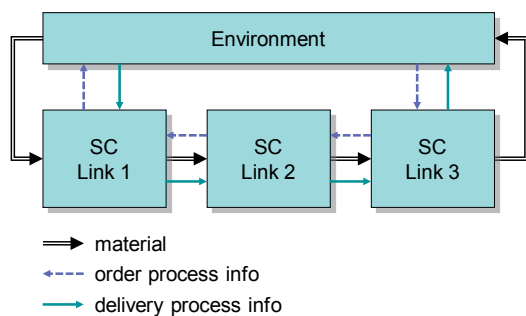 Environment
SC
Link 1
SC
Link 2
SC
Link 3
material
order process info
delivery process info